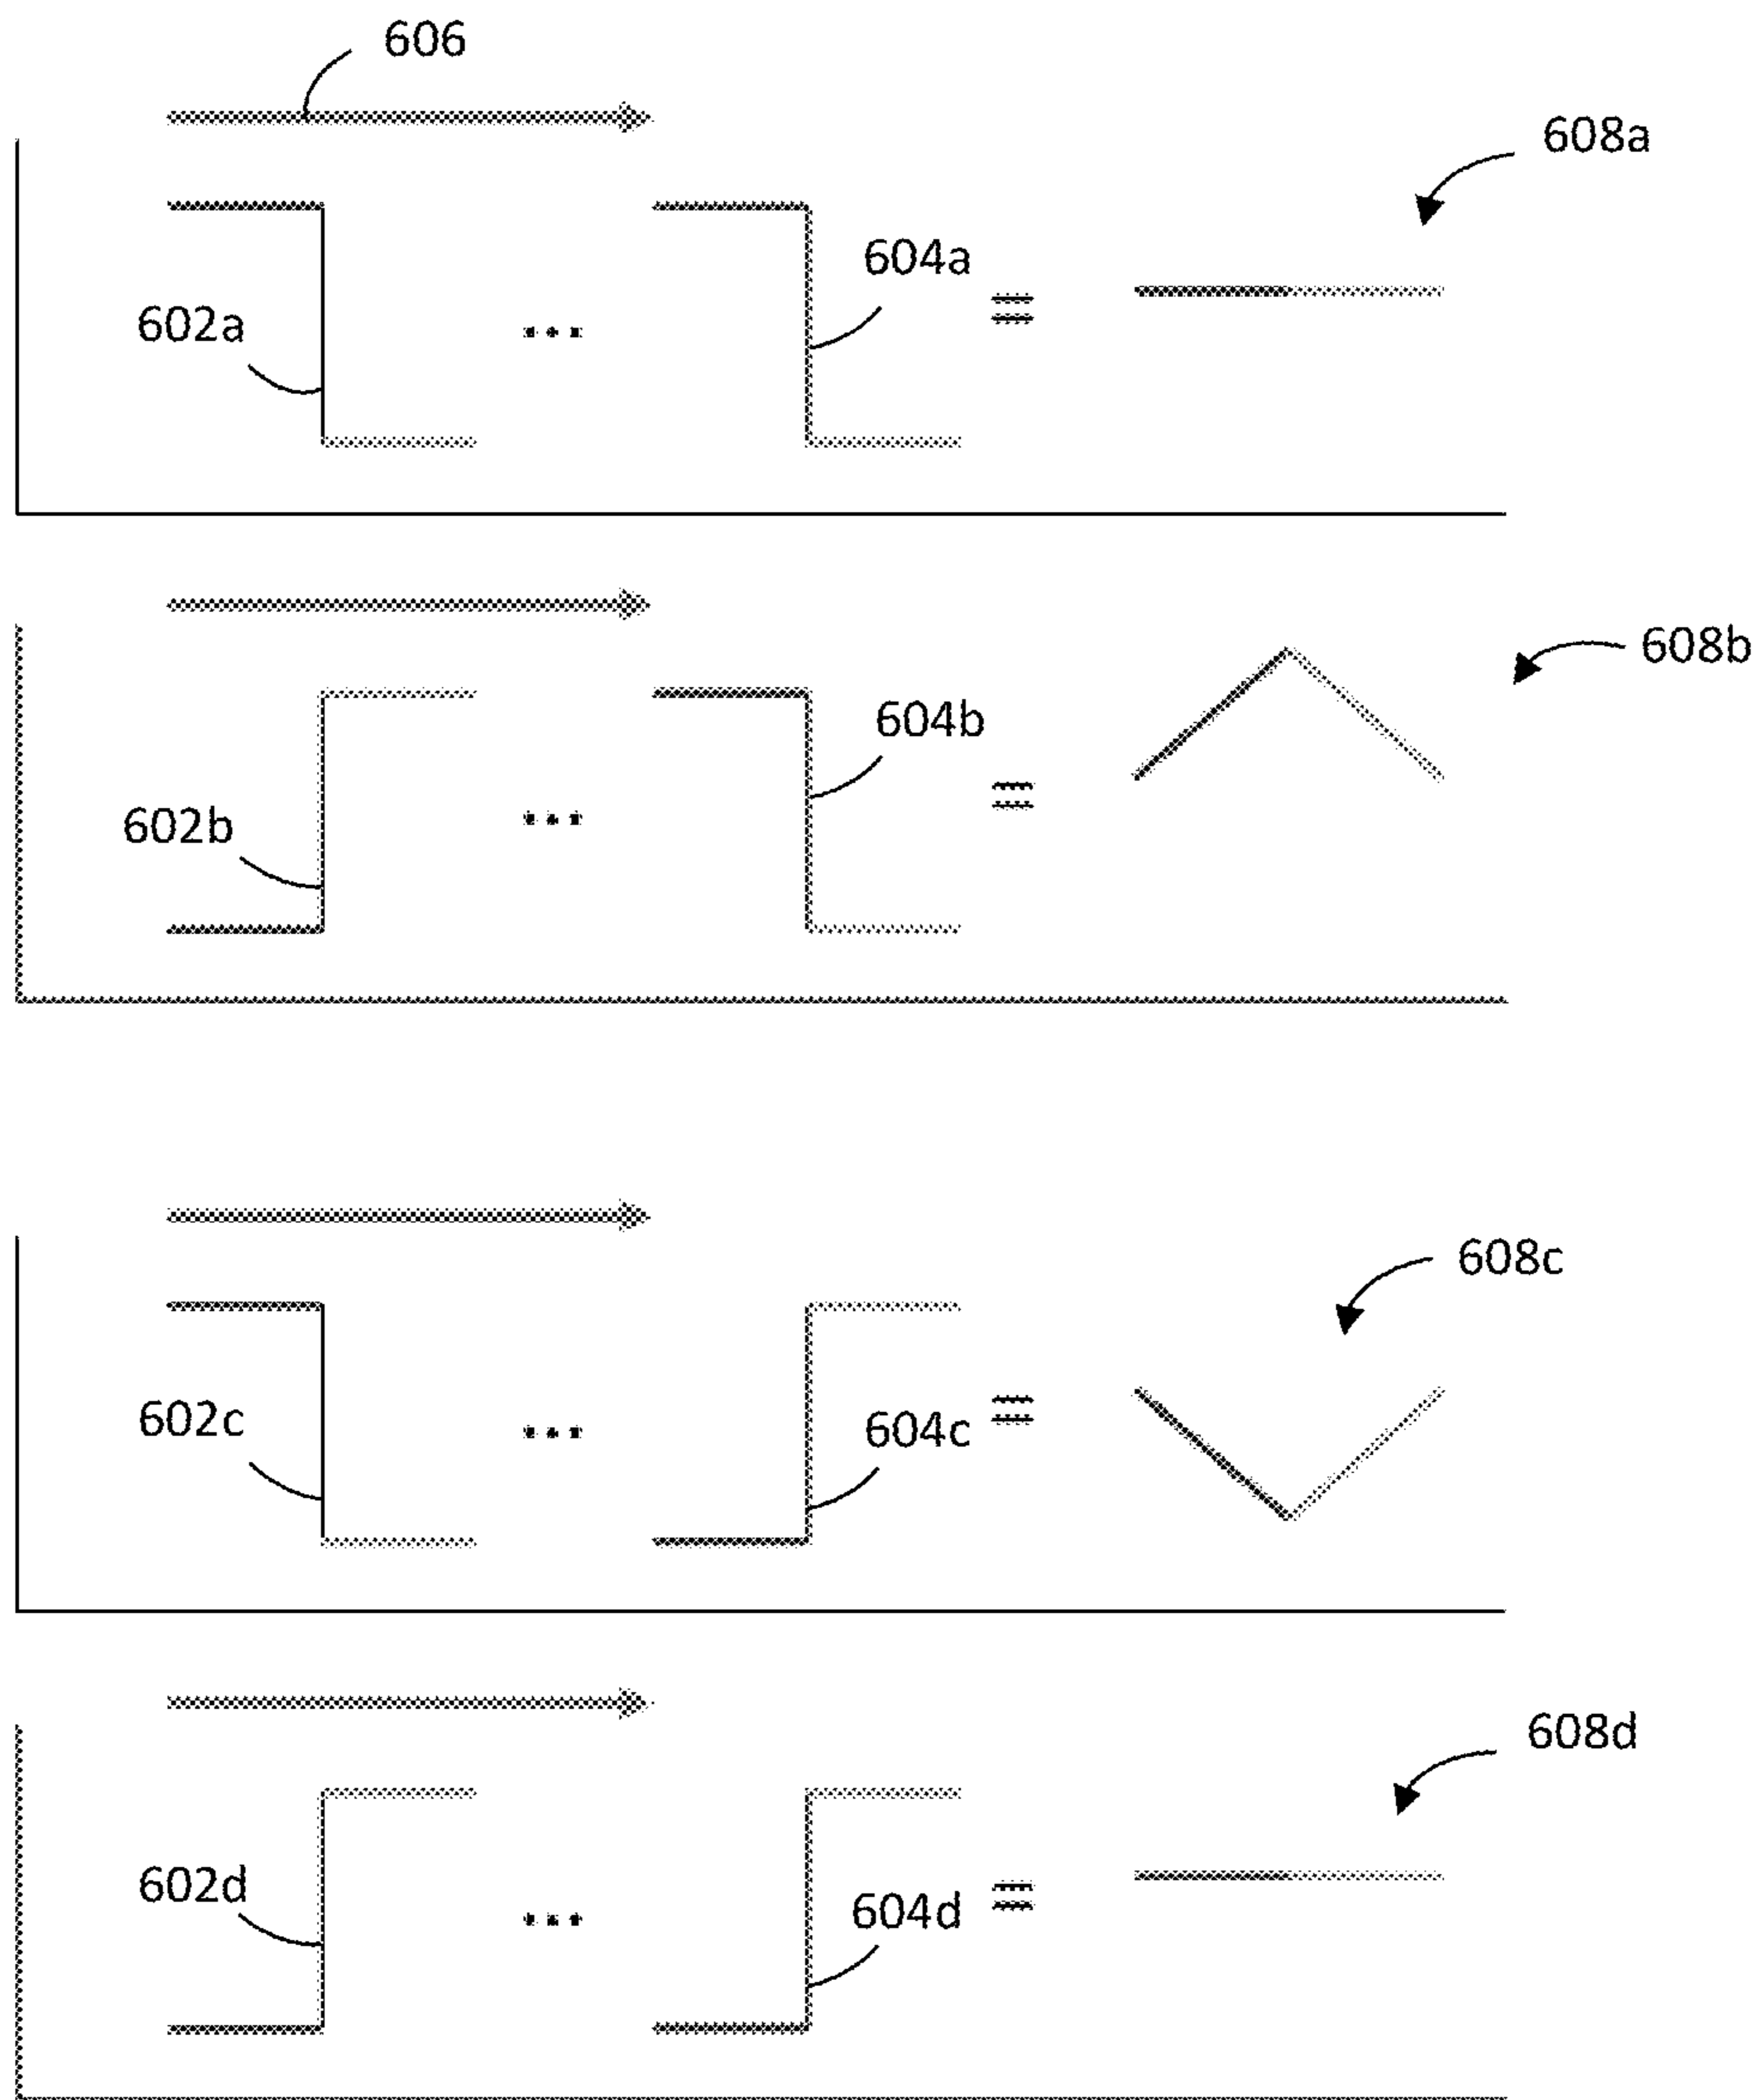 606
608a
604a
602a
...
=
608b
604b
602b
...
=
608c
602c
604c
...
=
608d
602d
604d
...
=